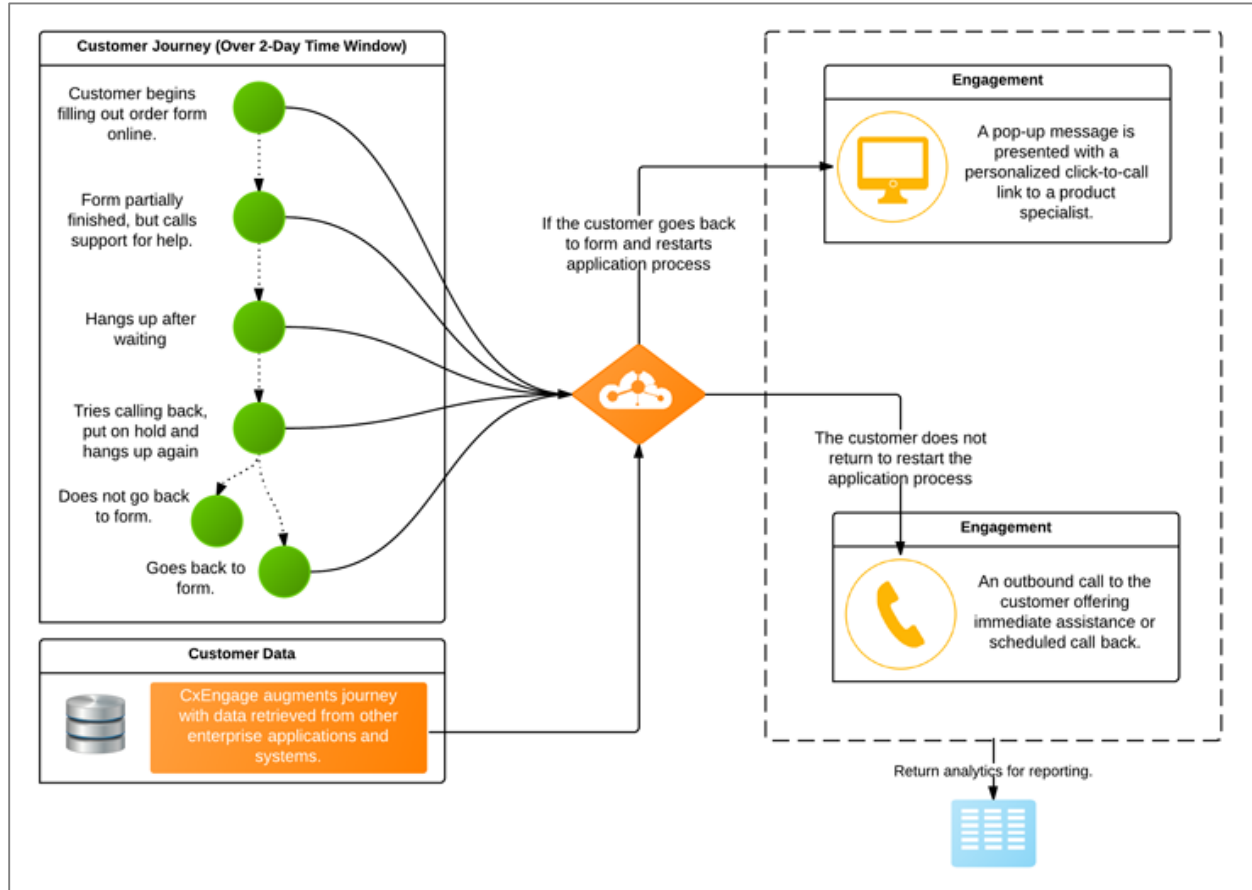 Customer Journey (Over 2-Day Time Window)
Customer begins
filling out order form
online.
Form partially
finished, but calls
support for help.
Hangs up after
waiting
Tries calling back,
put on hold and
hangs up again
Does not go back
to form.
Goes back to
form.
Customer Data
CxEngage augments journey
with data retrieved from other
enterprise applications and
systems.
If the customer goes back
to form and restarts
application process
The customer does not
return to restart the
application process
Engagement
A pop-up message is
presented with a
personalized click-to-call
link to a product
specialist.
Engagement
An outbound call to the
customer offering
immediate assistance or
scheduled call back.
Return analytics for reporting.